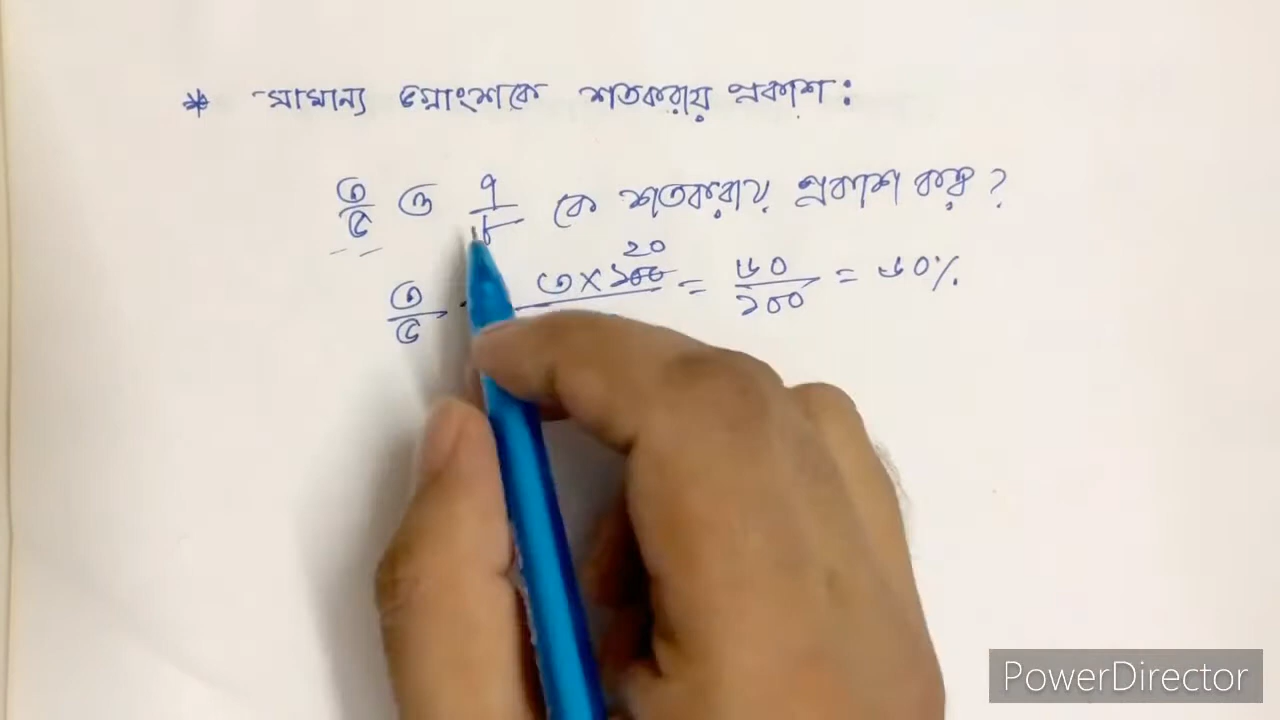 * সামান্য ভগ্নাংশকে শতকরায় প্রকাশ :
৩/৫ ও ৭/৮ কে শতকরায় প্রকাশ কর ?
২০
৩/৫ = ৩ × ১০০ = ৬০/১০০ = ৬০%
PowerDirector